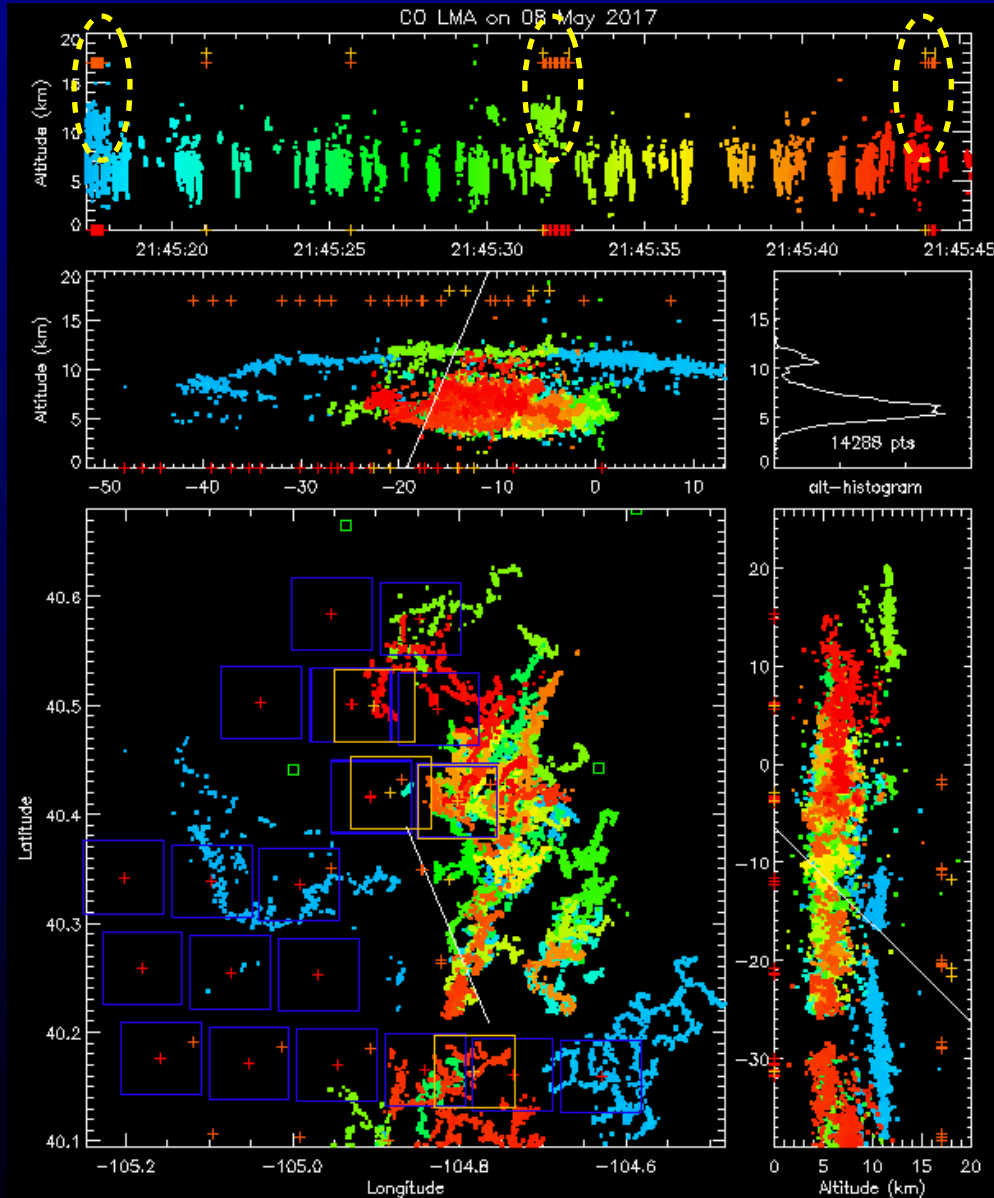 CO LMA on 08 May 2017
20
15
10
5
0
Altitude (km)
21:45:20 21:45:25 21:45:30 21:45:35 21:45:40 21:45:45
20
15
10
5
0
Altitude (km)
−50 −40 −30 −20 −10 0 10
15
10
5
0
14288 pts
alt-histogram
40.6
40.5
40.4
40.3
40.2
40.1
Latitude
−105.2 −105.0 −104.8 −104.6
Longitude
20
10
0
−10
−20
−30
0 5 10 15 20
Altitude (km)